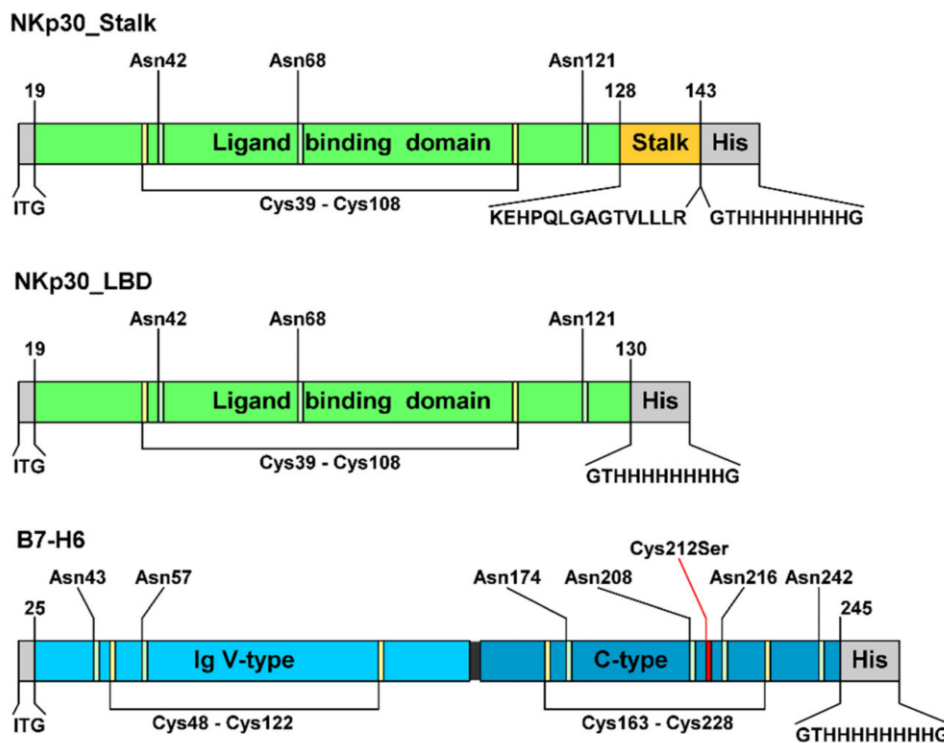 NKp30_Stalk
Asn42 Asn68 Asn121
19 128 143
Ligand binding domain Stalk His
ITG Cys39 - Cys108 KEHPQLGAGTVLLLR GTHHHHHHHHG
NKp30_LBD
Asn42 Asn68 Asn121
19 130
Ligand binding domain His
ITG Cys39 - Cys108 GTHHHHHHHHG
B7-H6
Cys212Ser
Asn43 Asn57 Asn174 Asn208 Asn216 Asn242
25 245
Ig V-type C-type His
ITG Cys48 - Cys122 Cys163 - Cys228 GTHHHHHHHHG